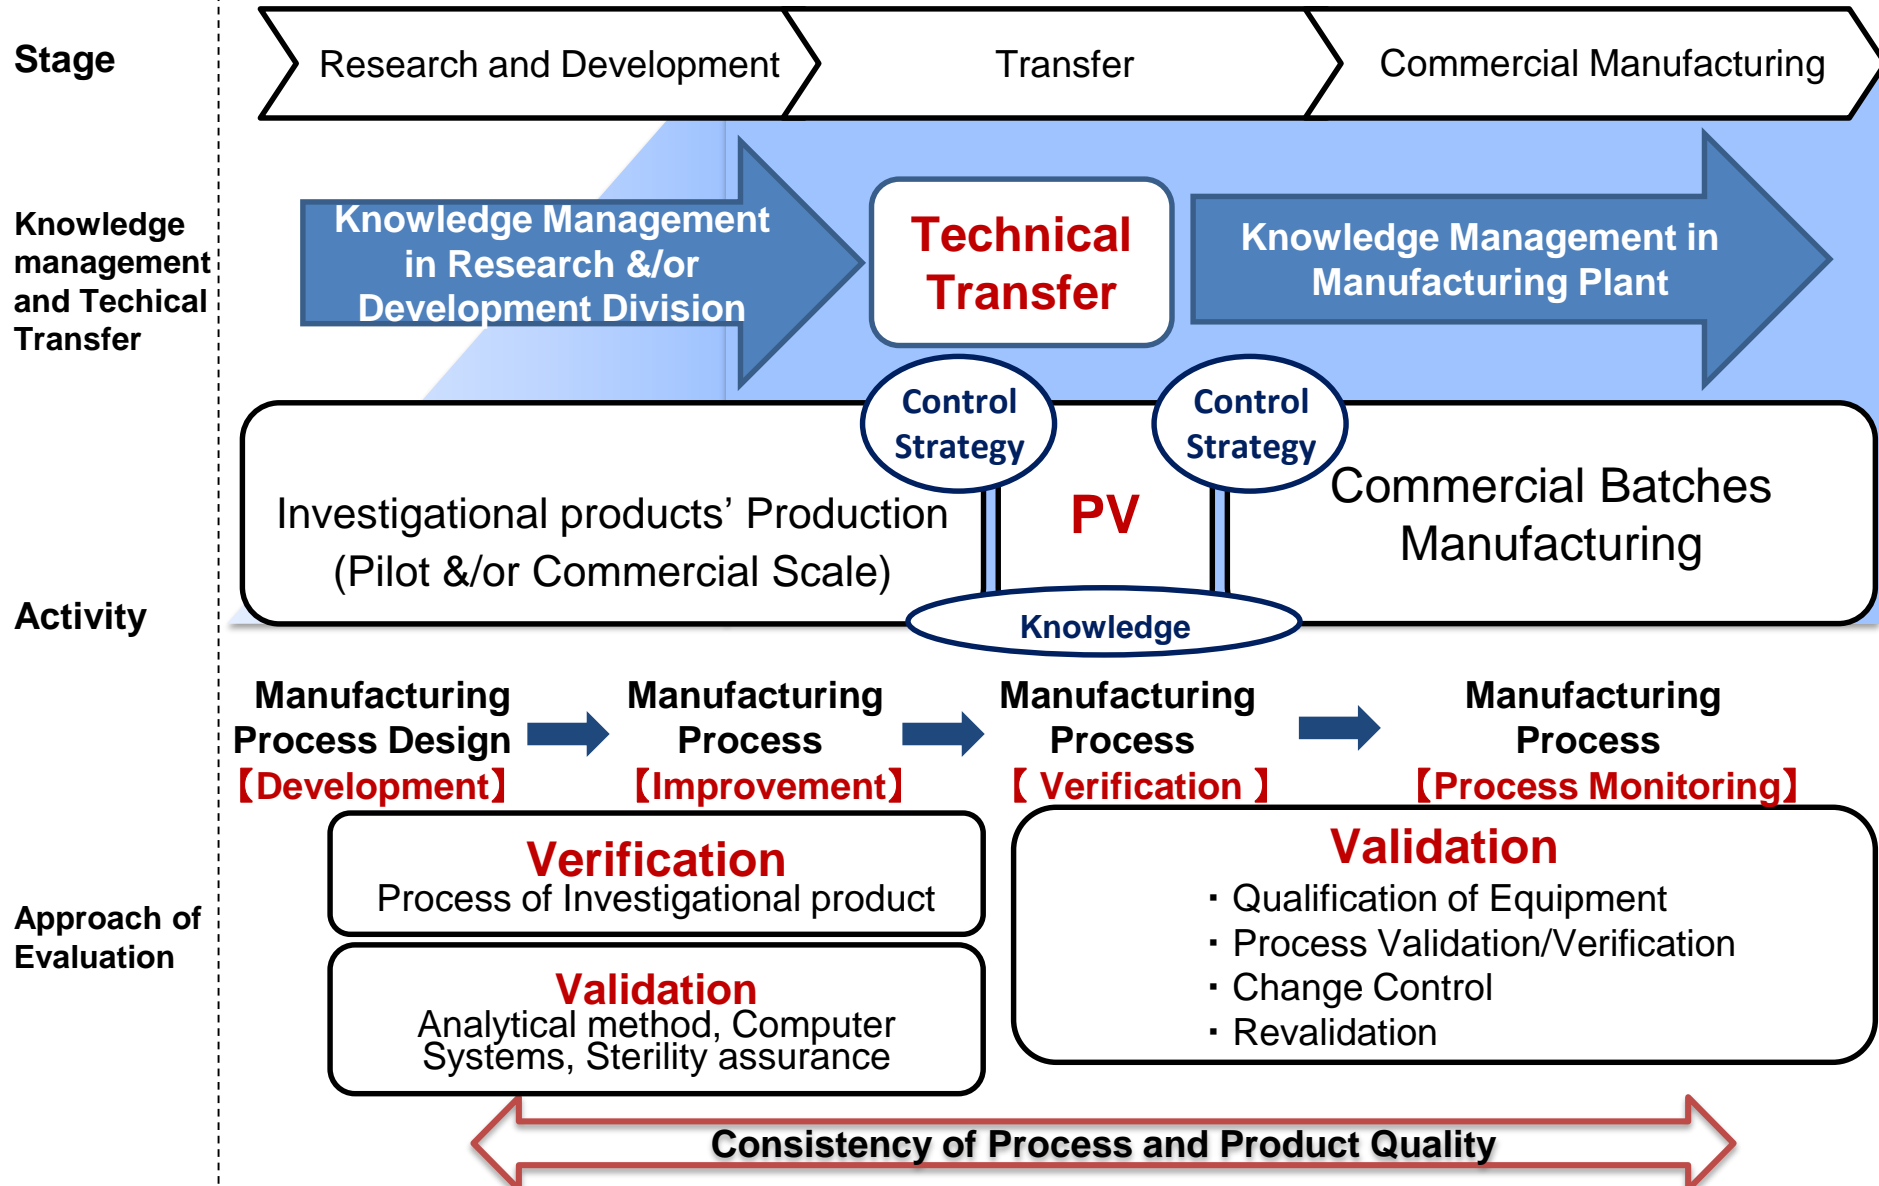 Stage
Research and Development
Transfer
Commercial Manufacturing
Knowledge
management
and Techical
Transfer
Knowledge Management
in Research &/or
Development Division
Technical
Transfer
Knowledge Management in
Manufacturing Plant
Control
Strategy
Control
Strategy
Activity
Investigational products’ Production
(Pilot &/or Commercial Scale)
PV
Commercial Batches
Manufacturing
Knowledge
Manufacturing
Process Design
【Development】
Manufacturing
Process
【Improvement】
Manufacturing
Process
【 Verification 】
Manufacturing
Process
【Process Monitoring】
Approach of
Evaluation
Verification
Process of Investigational product
Validation
Analytical method, Computer
Systems, Sterility assurance
Validation
・Qualification of Equipment
・Process Validation/Verification
・Change Control
・Revalidation
Consistency of Process and Product Quality